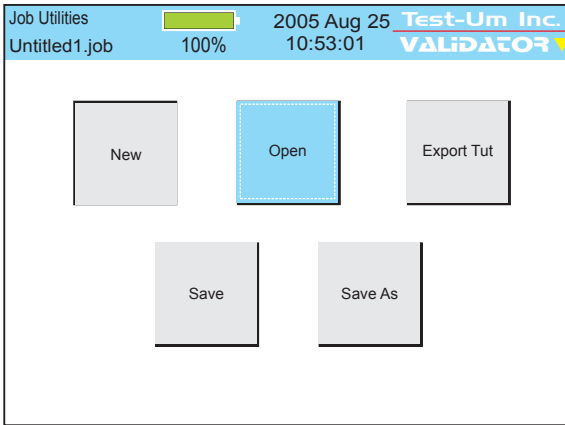 Job Utilities 2005 Aug 25 Test-Um Inc.
Untitled1.job 100% 10:53:01 VALiDATOR
New Open Export Tut
Save Save As